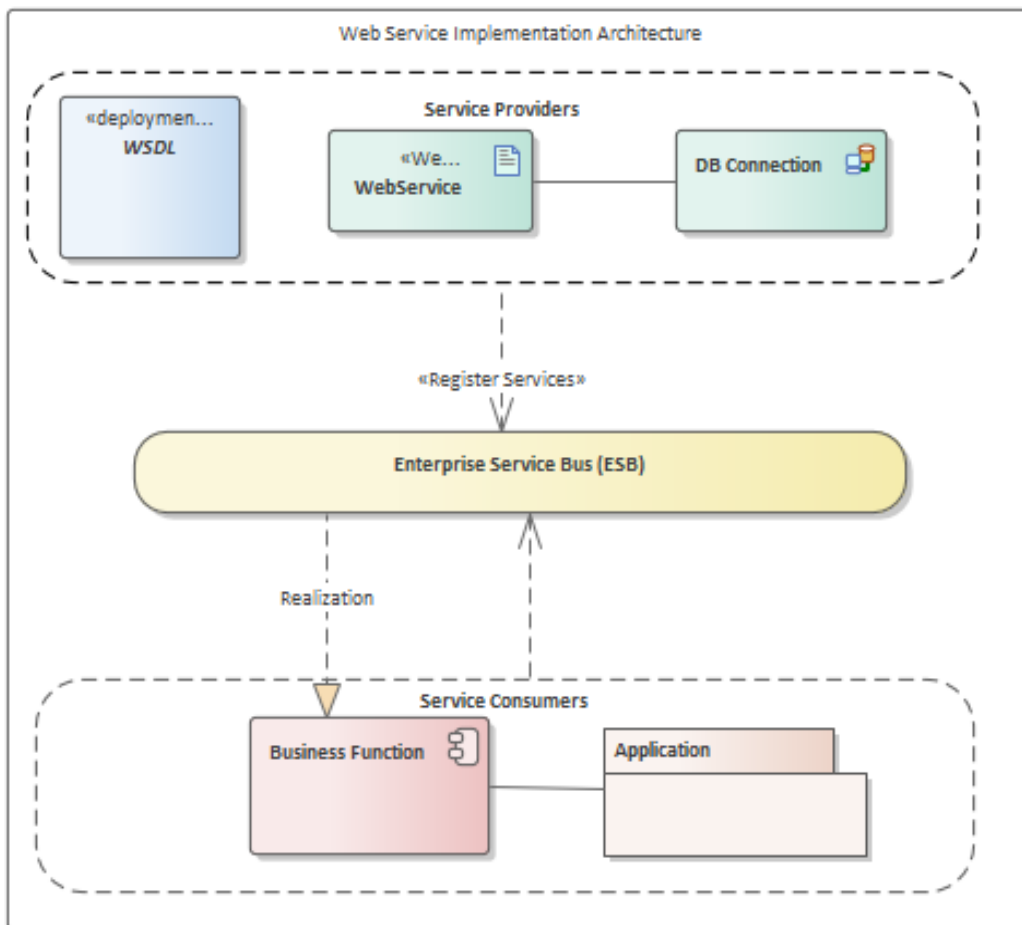 Web Service Implementation Architecture
Service Providers
«deploymen...
WSDL
«We...
WebService
DB Connection
«Register Services»
Enterprise Service Bus (ESB)
Realization
Service Consumers
Business Function
Application